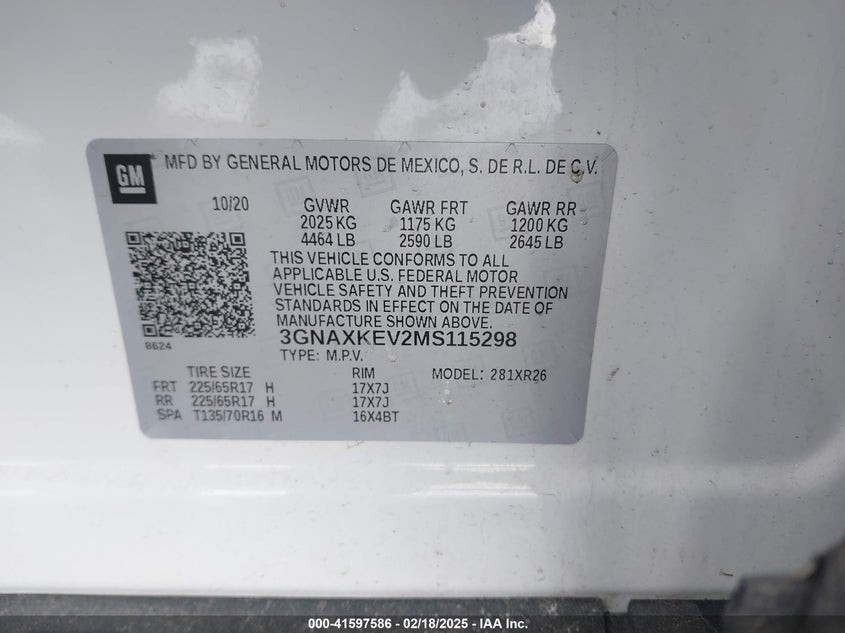 GM
MFD BY GENERAL MOTORS DE MEXICO, S. DE R.L. DE C.V.
10/20 GVWR GAWR FRT GAWR RR
2025 KG 1175 KG 1200 KG
4464 LB 2590 LB 2645 LB
THIS VEHICLE CONFORMS TO ALL
APPLICABLE U.S. FEDERAL MOTOR
VEHICLE SAFETY AND THEFT PREVENTION
STANDARDS IN EFFECT ON THE DATE OF
MANUFACTURE SHOWN ABOVE.
8624
3GNAXKEV2MS115298
TYPE: M.P.V.
TIRE SIZE RIM MODEL: 281XR26
FRT 225/65R17 H 17X7J
RR 225/65R17 H 17X7J
SPA T135/70R16 M 16X4BT
000-41597586 - 02/18/2025 - IAA Inc.